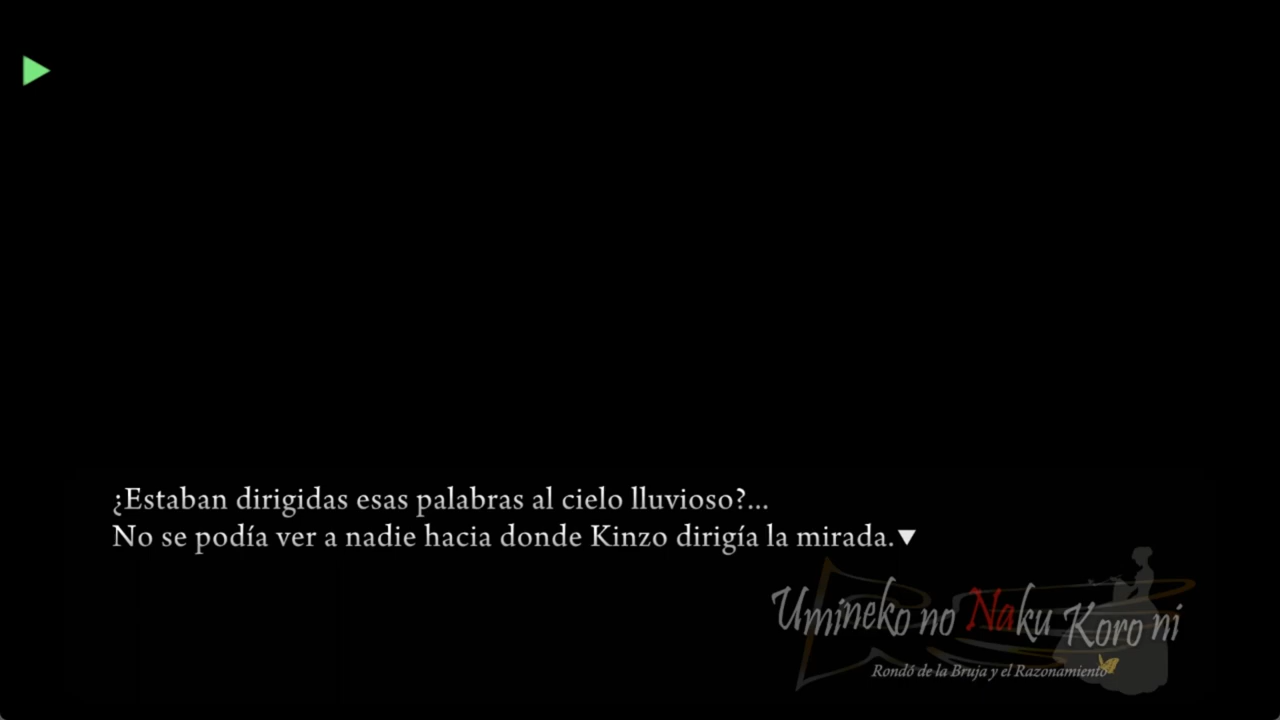 ¿Estaban dirigidas esas palabras al cielo lluvioso?...
No se podía ver a nadie hacia donde Kinzo dirigía la mirada.
Umineko no Naku Koro ni
Rondó de la Bruja y el Razonamiento